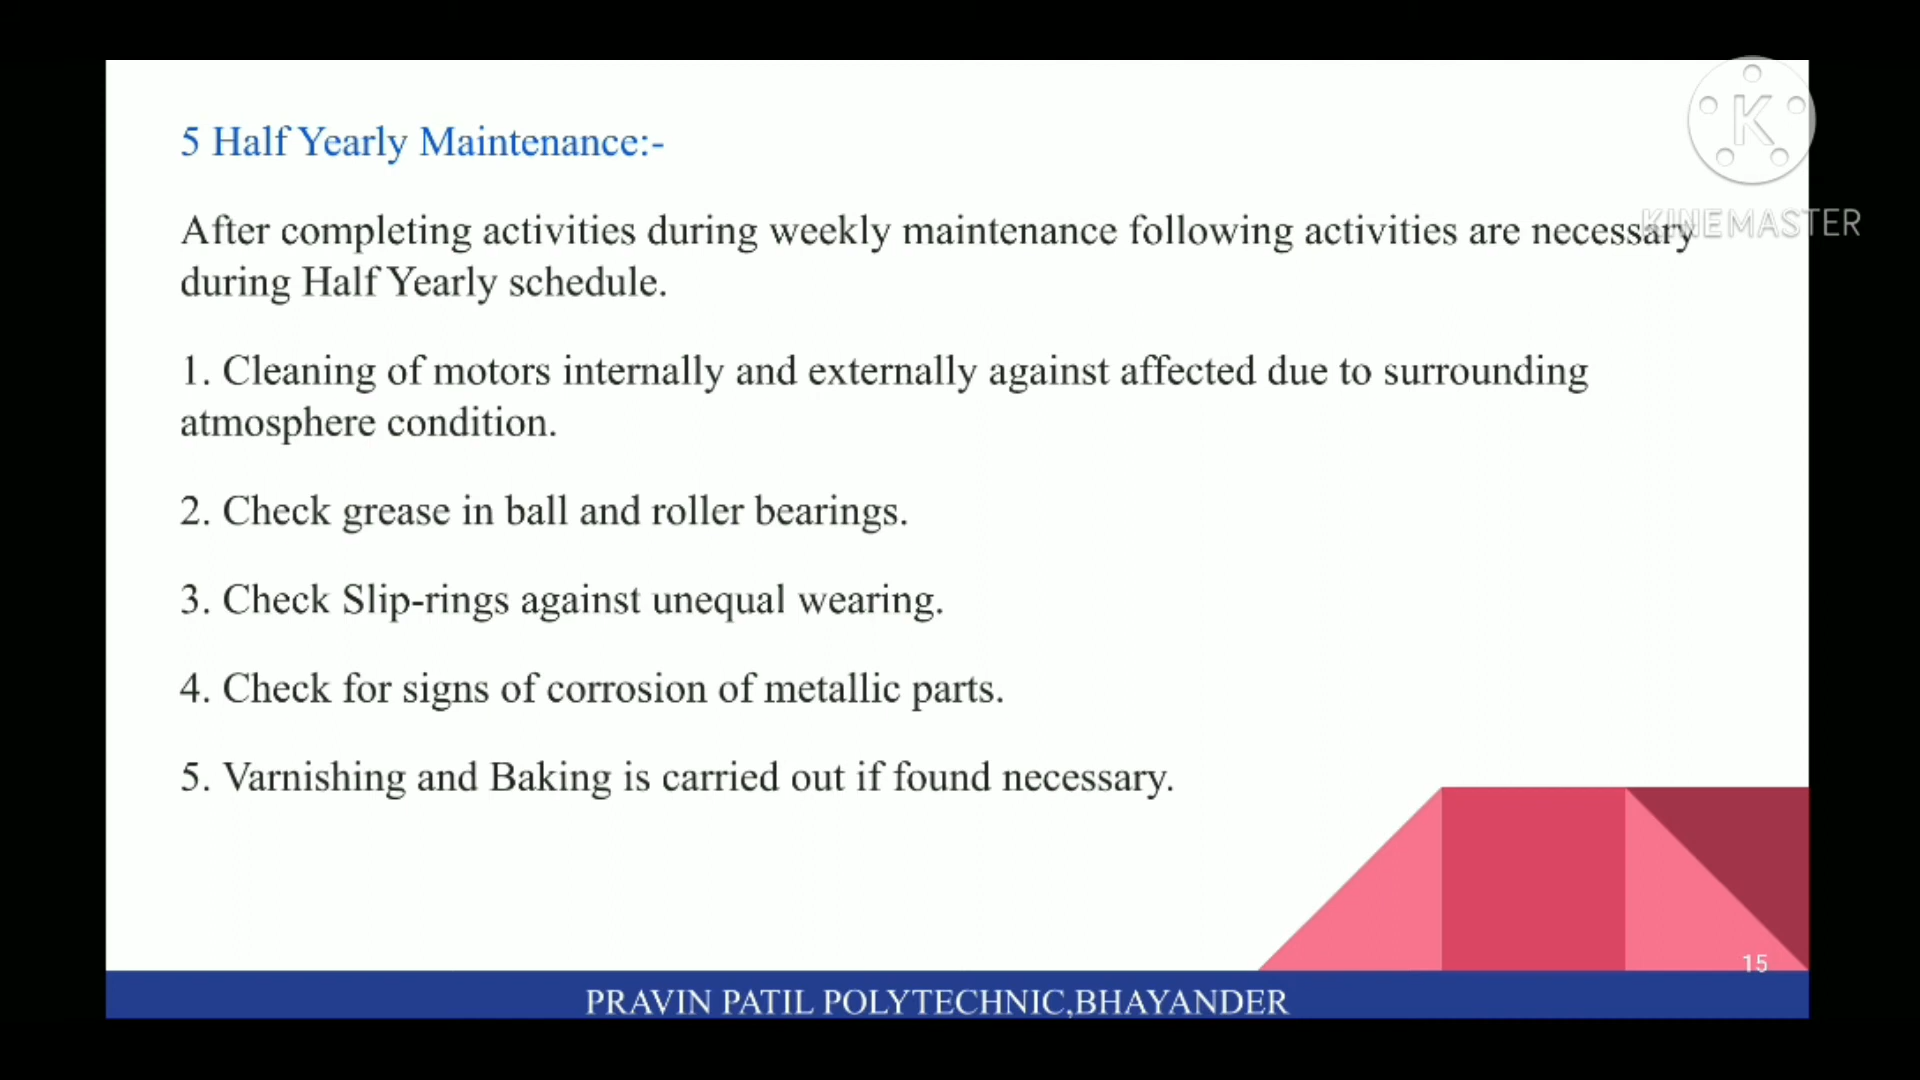 5 Half Yearly Maintenance:-
After completing activities during weekly maintenance following activities are necessary
during Half Yearly schedule.
1. Cleaning of motors internally and externally against affected due to surrounding
atmosphere condition.
2. Check grease in ball and roller bearings.
3. Check Slip-rings against unequal wearing.
4. Check for signs of corrosion of metallic parts.
5. Varnishing and Baking is carried out if found necessary.
15
PRAVIN PATIL POLYTECHNIC,BHAYANDER
K
KINEMASTER